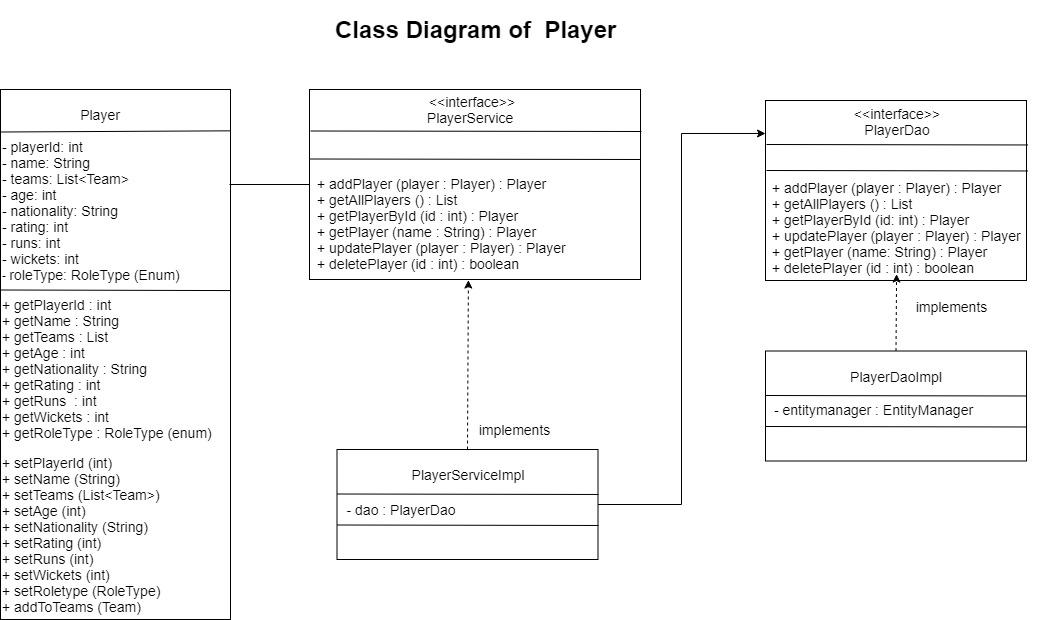 Class Diagram of  Player
Player
- playerId: int
- name: String
- teams: List<Team>
- age: int
- nationality: String
- rating: int
- runs: int
- wickets: int
- roleType: RoleType (Enum)
+ getPlayerId : int
+ getName : String
+ getTeams : List
+ getAge : int
+ getNationality : String
+ getRating : int
+ getRuns  : int
+ getWickets : int
+ getRoleType : RoleType (enum)
+ setPlayerId (int)
+ setName (String)
+ setTeams (List<Team>)
+ setAge (int)
+ setNationality (String)
+ setRating (int)
+ setRuns (int)
+ setWickets (int)
+ setRoletype (RoleType)
+ addToTeams (Team)
<<interface>>
PlayerService
+ addPlayer (player : Player) : Player
+ getAllPlayers () : List
+ getPlayerById (id : int) : Player
+ getPlayer (name : String) : Player
+ updatePlayer (player : Player) : Player
+ deletePlayer (id : int) : boolean
implements
PlayerServiceImpl
- dao : PlayerDao
<<interface>>
PlayerDao
+ addPlayer (player : Player) : Player
+ getAllPlayers () : List
+ getPlayerById (id: int) : Player
+ updatePlayer (player : Player) : Player
+ getPlayer (name: String) : Player
+ deletePlayer (id : int) : boolean
implements
PlayerDaoImpl
- entitymanager : EntityManager